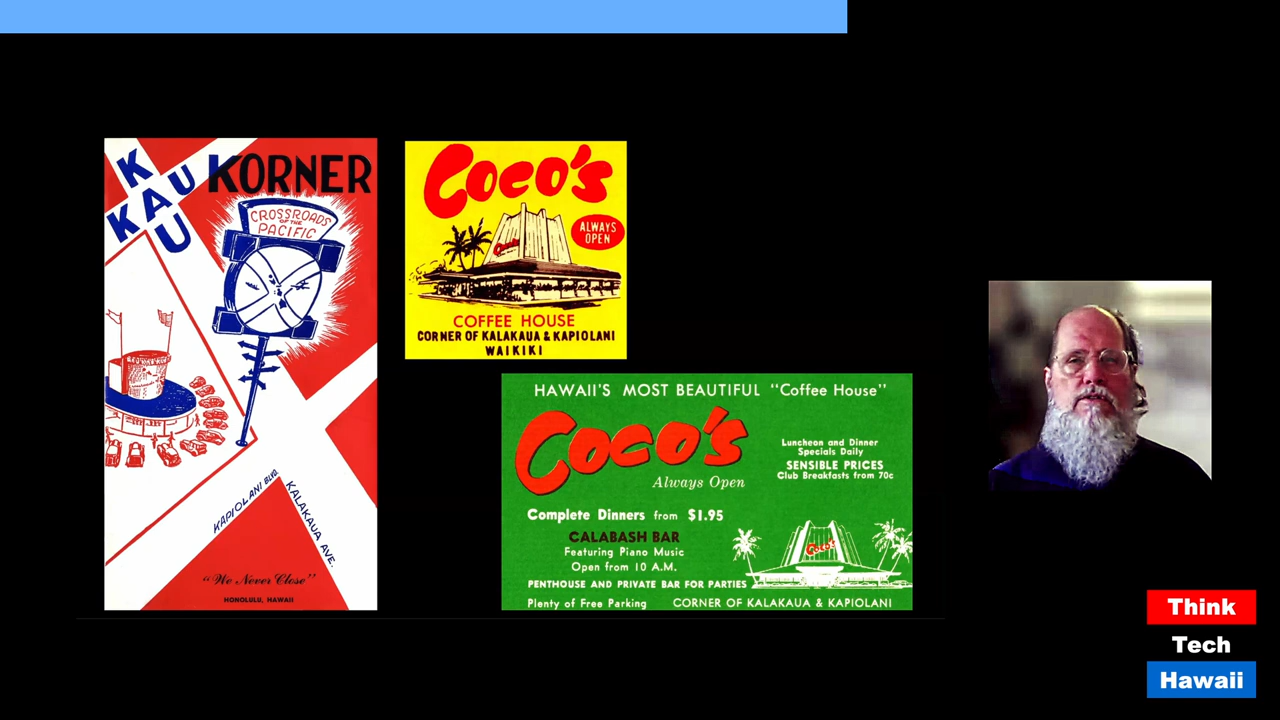 K
KAU
KAU
KORNER
CROSSROADS
OF THE
PACIFIC
KAPIOLANI BLVD.
KALAKAUA AVE.
"We Never Close"
HONOLULU, HAWAII
Coco's
ALWAYS
OPEN
Coco's
COFFEE HOUSE
CORNER OF KALAKAUA & KAPIOLANI
WAIKIKI
HAWAII'S MOST BEAUTIFUL "Coffee House"
Coco's
Always Open
Luncheon and Dinner
Specials Daily
SENSIBLE PRICES
Club Breakfasts from 70c
Complete Dinners from $1.95
CALABASH BAR
Featuring Piano Music
Open from 10 A.M.
Coco's
PENTHOUSE AND PRIVATE BAR FOR PARTIES
Plenty of Free Parking CORNER OF KALAKAUA & KAPIOLANI
Think
Tech
Hawaii